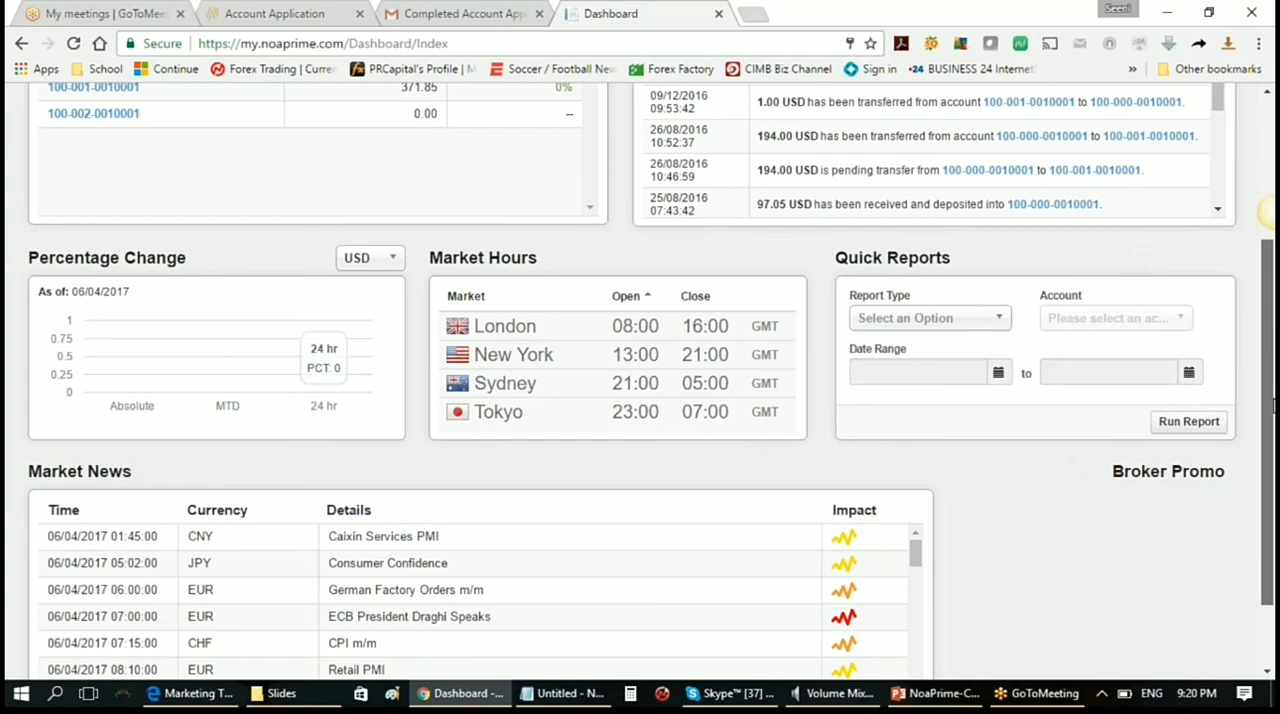 My meetings | GoToMeet
Account Application
Completed Account App
Dashboard
Seeni
Secure
https://my.noaprime.com/Dashboard/Index
Apps
School
Continue
Forex Trading | Curren
PRCapital's Profile | M
Soccer / Football New
Forex Factory
CIMB Biz Channel
Sign in
BUSINESS 24 Internet
»
Other bookmarks
100-001-0010001 371.85 0%
100-002-0010001 0.00 --
09/12/2016
09:53:42
1.00 USD has been transferred from account 100-001-0010001 to 100-000-0010001.
26/08/2016
10:52:37
194.00 USD has been transferred from account 100-000-0010001 to 100-001-0010001.
26/08/2016
10:46:59
194.00 USD is pending transfer from 100-000-0010001 to 100-001-0010001.
25/08/2016
07:43:42
97.05 USD has been received and deposited into 100-000-0010001.
Percentage Change
USD
As of: 06/04/2017
1
0.75
0.5
0.25
0
24 hr
PCT: 0
Absolute MTD 24 hr
Market Hours
Market Open Close
London 08:00 16:00 GMT
New York 13:00 21:00 GMT
Sydney 21:00 05:00 GMT
Tokyo 23:00 07:00 GMT
Quick Reports
Report Type Account
Select an Option Please select an ac...
Date Range
to
Run Report
Market News
Broker Promo
Time Currency Details Impact
06/04/2017 01:45:00 CNY Caixin Services PMI
06/04/2017 05:02:00 JPY Consumer Confidence
06/04/2017 06:00:00 EUR German Factory Orders m/m
06/04/2017 07:00:00 EUR ECB President Draghi Speaks
06/04/2017 07:15:00 CHF CPI m/m
06/04/2017 08:10:00 EUR Retail PMI
Marketing T...
Slides
Dashboard -...
Untitled - N...
Skype™ [37] ...
Volume Mix...
NoaPrime-C...
GoToMeeting
ENG
9:20 PM